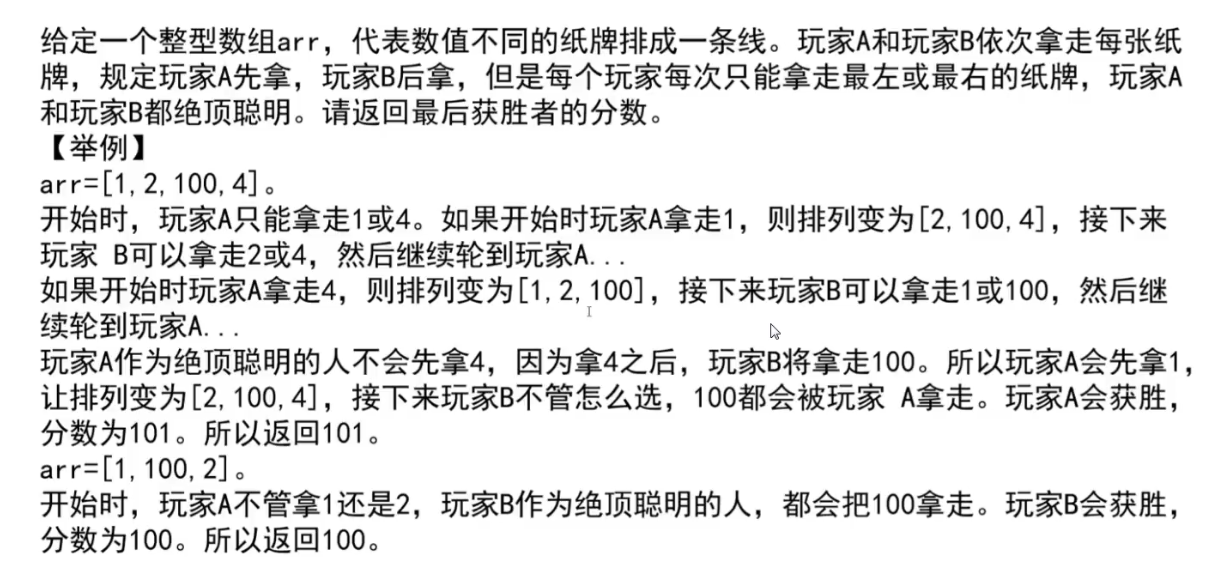 给定一个整型数组arr，代表数值不同的纸牌排成一条线。玩家A和玩家B依次拿走每张纸
牌，规定玩家A先拿，玩家B后拿，但是每个玩家每次只能拿走最左或最右的纸牌，玩家A
和玩家B都绝顶聪明。请返回最后获胜者的分数。
【举例】
arr=[1,2,100,4]。
开始时，玩家A只能拿走1或4。如果开始时玩家A拿走1，则排列变为[2,100,4]，接下来
玩家 B可以拿走2或4，然后继续轮到玩家A...
如果开始时玩家A拿走4，则排列变为[1,2,100]，接下来玩家B可以拿走1或100，然后继
续轮到玩家A...
玩家A作为绝顶聪明的人不会先拿4，因为拿4之后，玩家B将拿走100。所以玩家A会先拿1，
让排列变为[2,100,4]，接下来玩家B不管怎么选，100都会被玩家 A拿走。玩家A会获胜，
分数为101。所以返回101。
arr=[1,100,2]。
开始时，玩家A不管拿1还是2，玩家B作为绝顶聪明的人，都会把100拿走。玩家B会获胜，
分数为100。所以返回100。